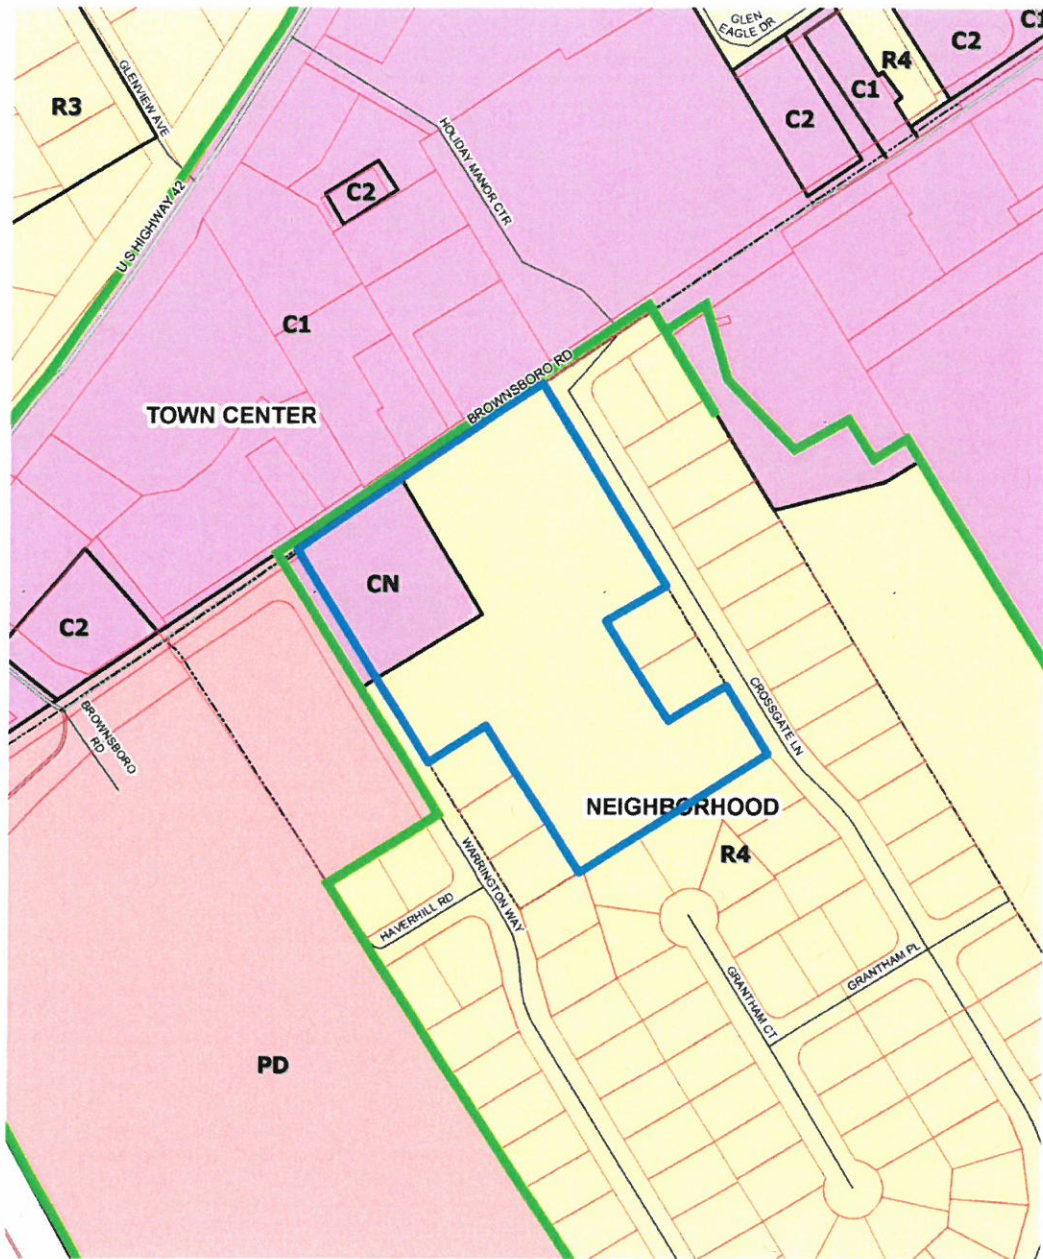 GLEN
EAGLE DR
C1
C2
R4
C1
C2
R3
GLENVIEW AVE
HOLIDAY MANOR CTR
C2
U S HIGHWAY 42
C1
BROWNSBORO RD
TOWN CENTER
CN
C2
BROWNSBORO
RD
CROSSGATE LN
NEIGHBORHOOD
R4
WARRINGTON WAY
HAVERHILL RD
GRANTHAM PL
GRANTHAM CT
PD